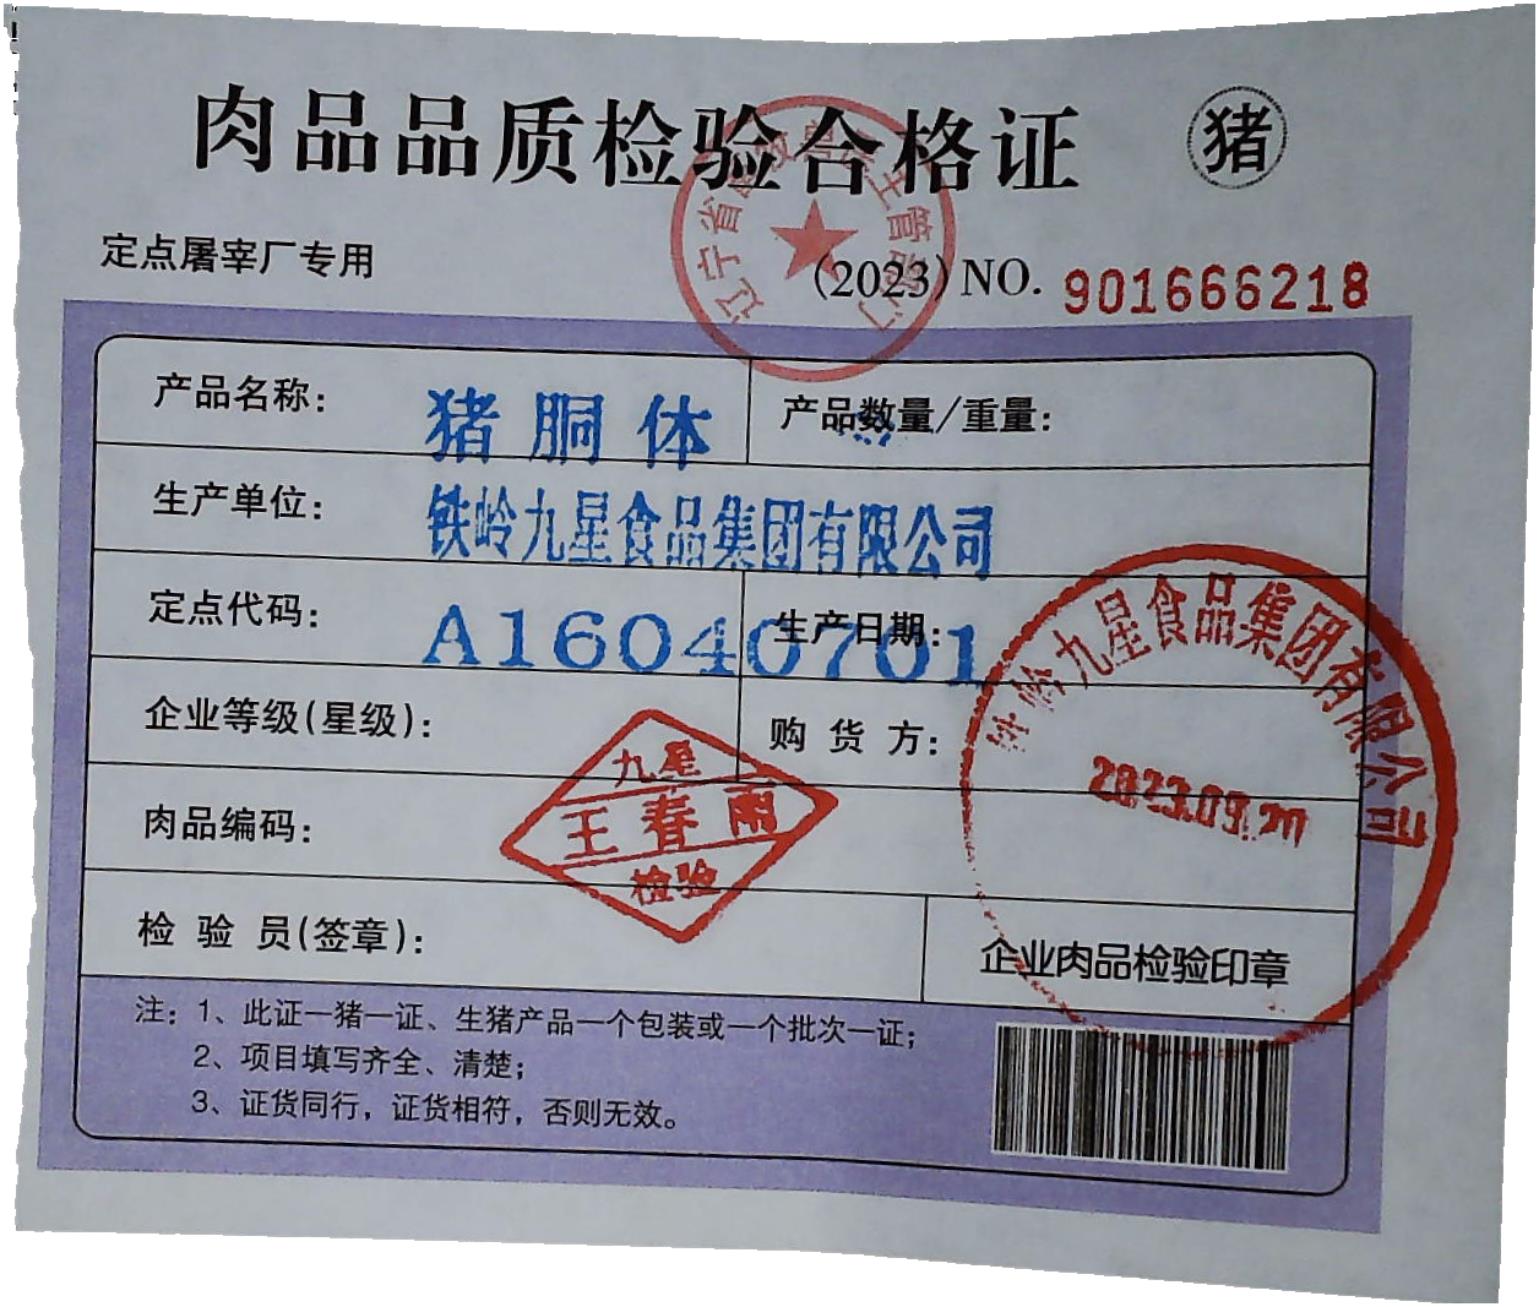 肉品品质检验合格证 猪
定点屠宰厂专用
(2023) NO. 901666218
产品名称: 猪胴体 产品数量/重量:
生产单位: 铁岭九星食品集团有限公司
定点代码: A16040701 生产日期:
企业等级(星级): 购货方:
肉品编码:
九星
王春雨
检验
铁岭九星食品集团有限公司
检验员(签章):
企业肉品检验印章
注: 1、此证一猪一证、生猪产品一个包装或一个批次一证;
2、项目填写齐全、清楚;
3、证货同行, 证货相符, 否则无效。